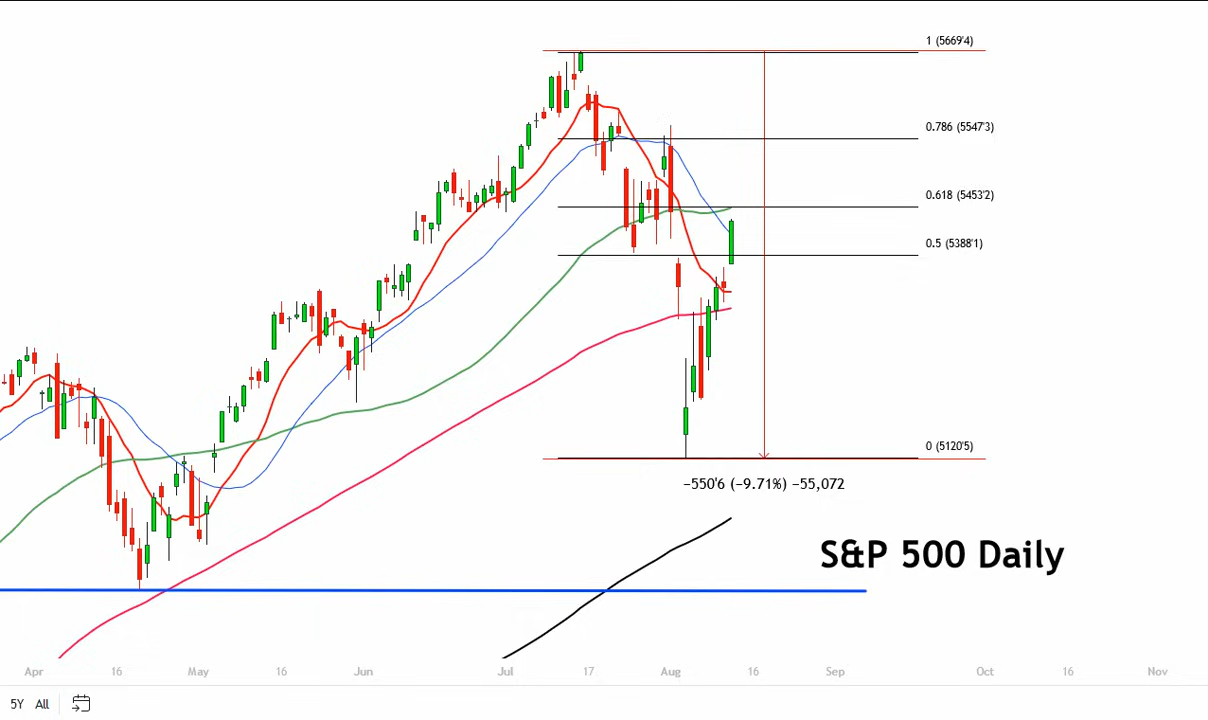 1 (5669'4)
0.786 (5547'3)
0.618 (5453'2)
0.5 (5388'1)
0 (5120'5)
−550'6 (−9.71%) −55,072
S&P 500 Daily
Apr 16 May 16 Jun Jul 17 Aug 16 Sep Oct 16 Nov
5Y All